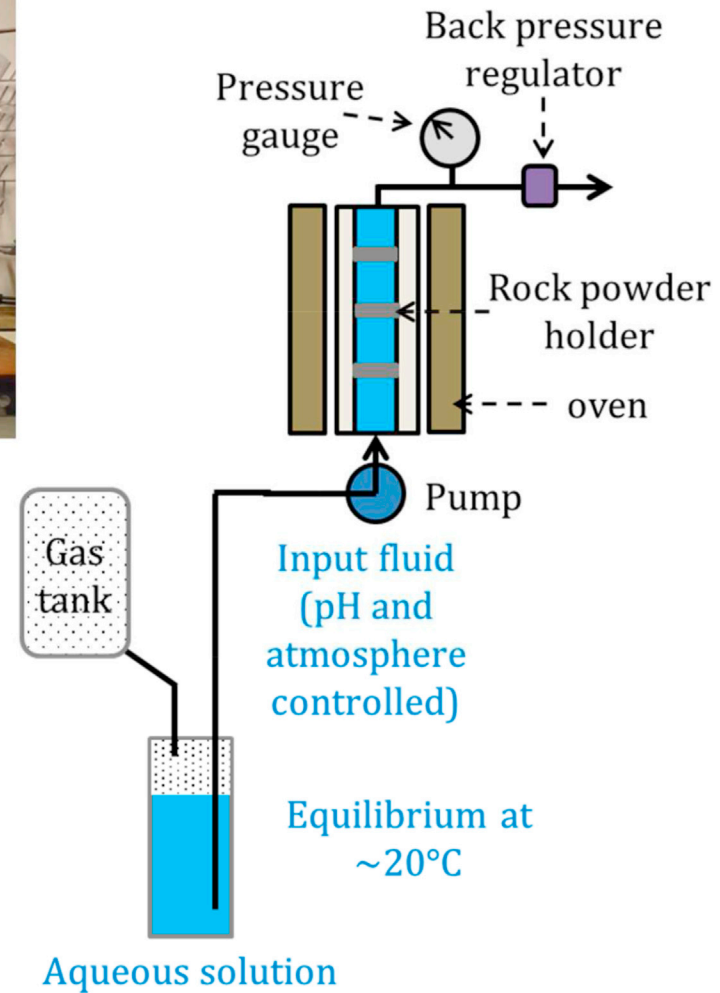 Back pressure
regulator
Pressure
gauge
Rock powder
holder
oven
Pump
Gas
tank
Input fluid
(pH and
atmosphere
controlled)
Equilibrium at
~20°C
Aqueous solution